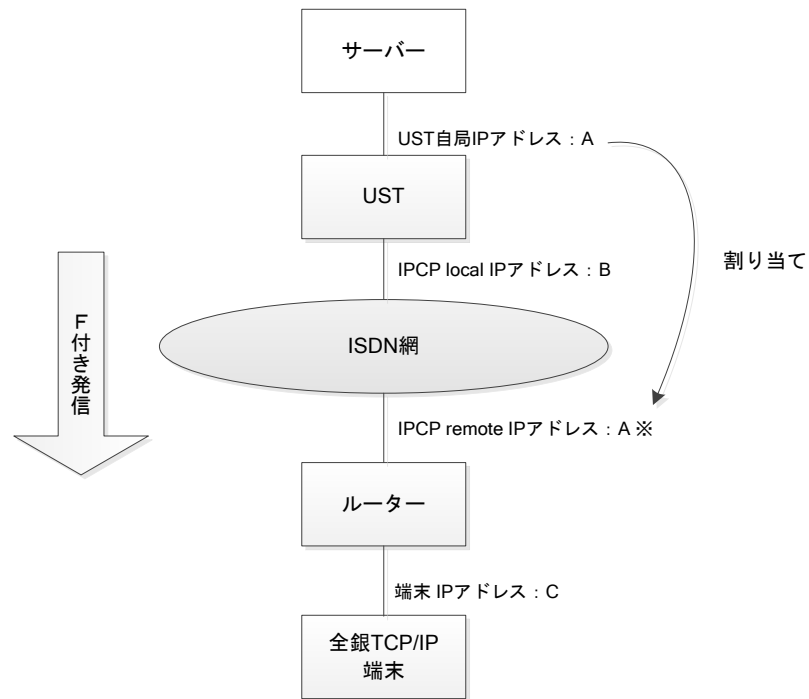 サーバー
UST自局IPアドレス：A
UST
割り当て
IPCP local IPアドレス：B
F付き発信
ISDN網
IPCP remote IPアドレス：A ※
ルーター
端末 IPアドレス：C
全銀TCP/IP
端末